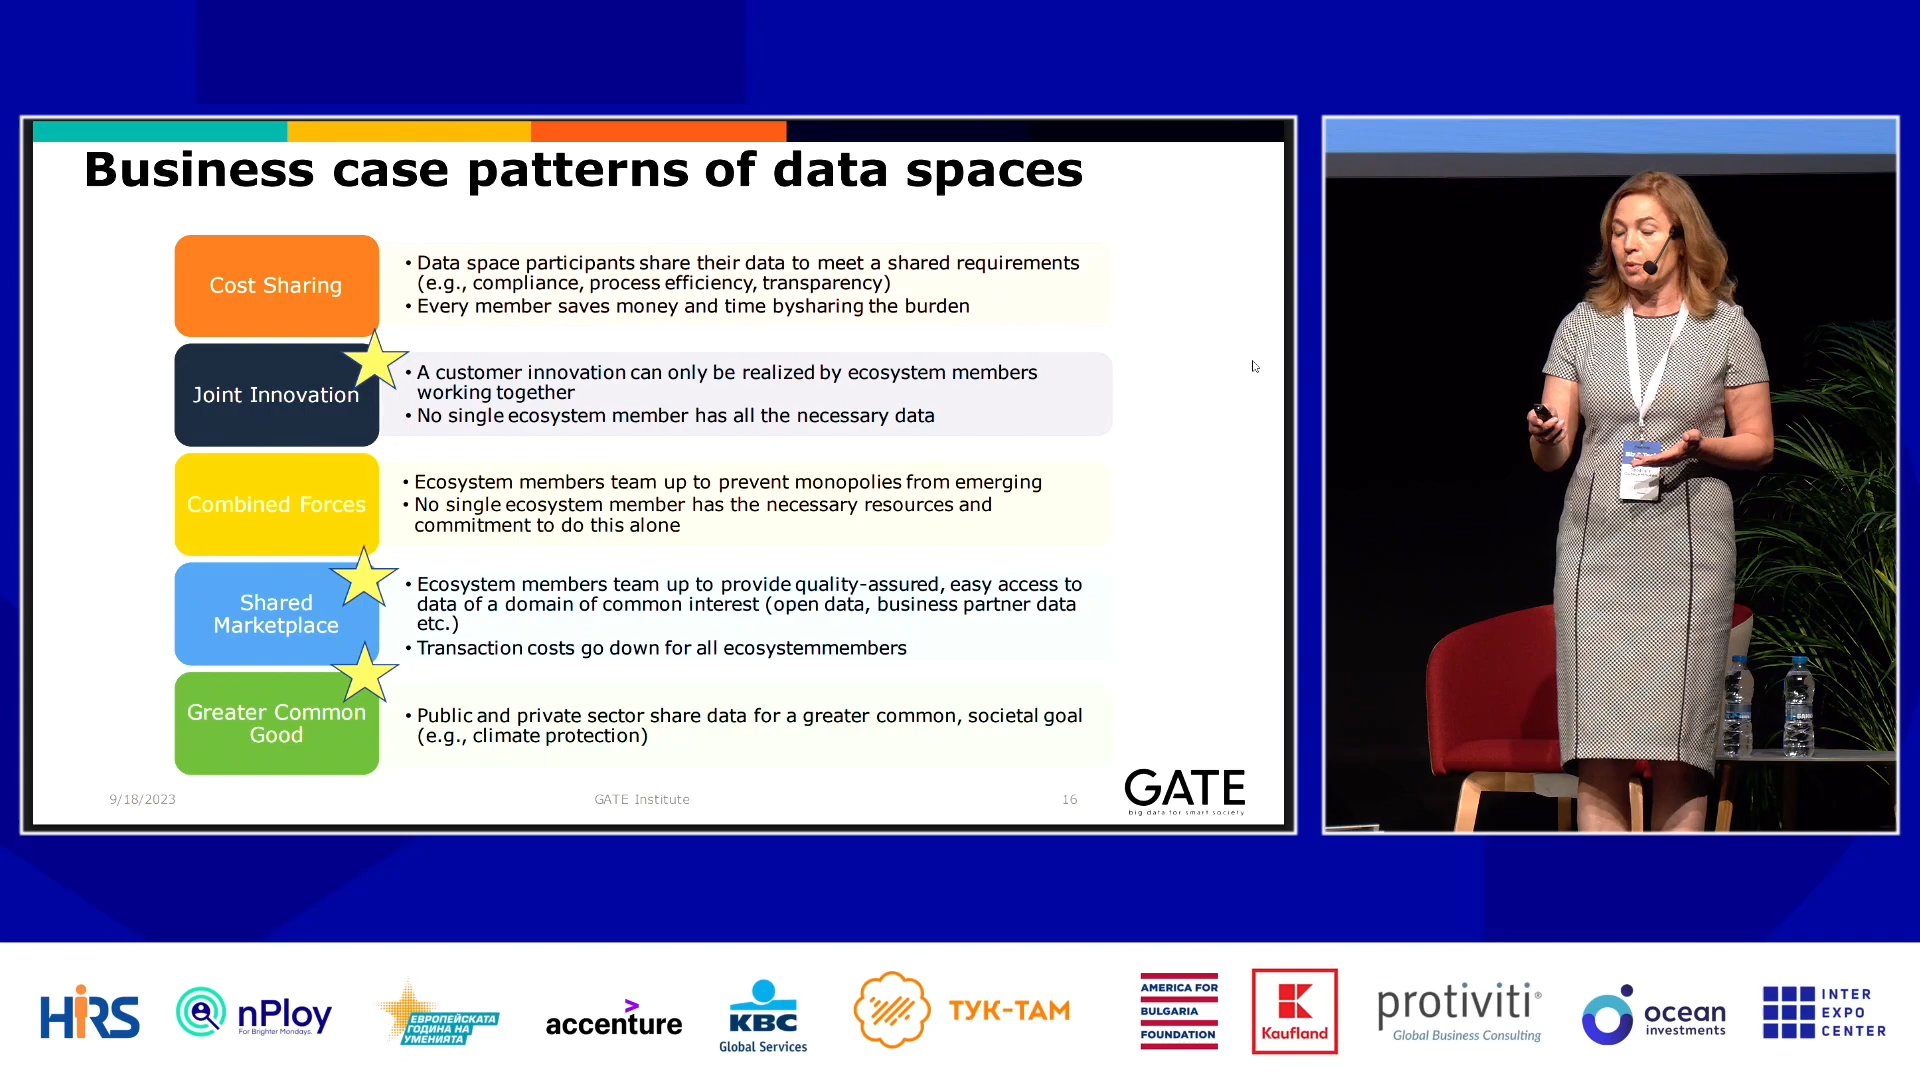 Business case patterns of data spaces
Cost Sharing
• Data space participants share their data to meet a shared requirements
(e.g., compliance, process efficiency, transparency)
• Every member saves money and time bysharing the burden
Joint Innovation
• A customer innovation can only be realized by ecosystem members
working together
• No single ecosystem member has all the necessary data
Combined Forces
• Ecosystem members team up to prevent monopolies from emerging
• No single ecosystem member has the necessary resources and
commitment to do this alone
Shared
Marketplace
• Ecosystem members team up to provide quality-assured, easy access to
data of a domain of common interest (open data, business partner data
etc.)
• Transaction costs go down for all ecosystemmembers
Greater Common
Good
• Public and private sector share data for a greater common, societal goal
(e.g., climate protection)
9/18/2023
GATE Institute
16
GATE
big data for smart society
HRS
nPloy
For Brighter Mondays.
ЕВРОПЕЙСКАТА
ГОДИНА НА
УМЕНИЯТА
accenture
KBC
Global Services
ТУК-ТАМ
AMERICA FOR
BULGARIA
FOUNDATION
Kaufland
protiviti®
Global Business Consulting
ocean
investments
INTER
EXPO
CENTER